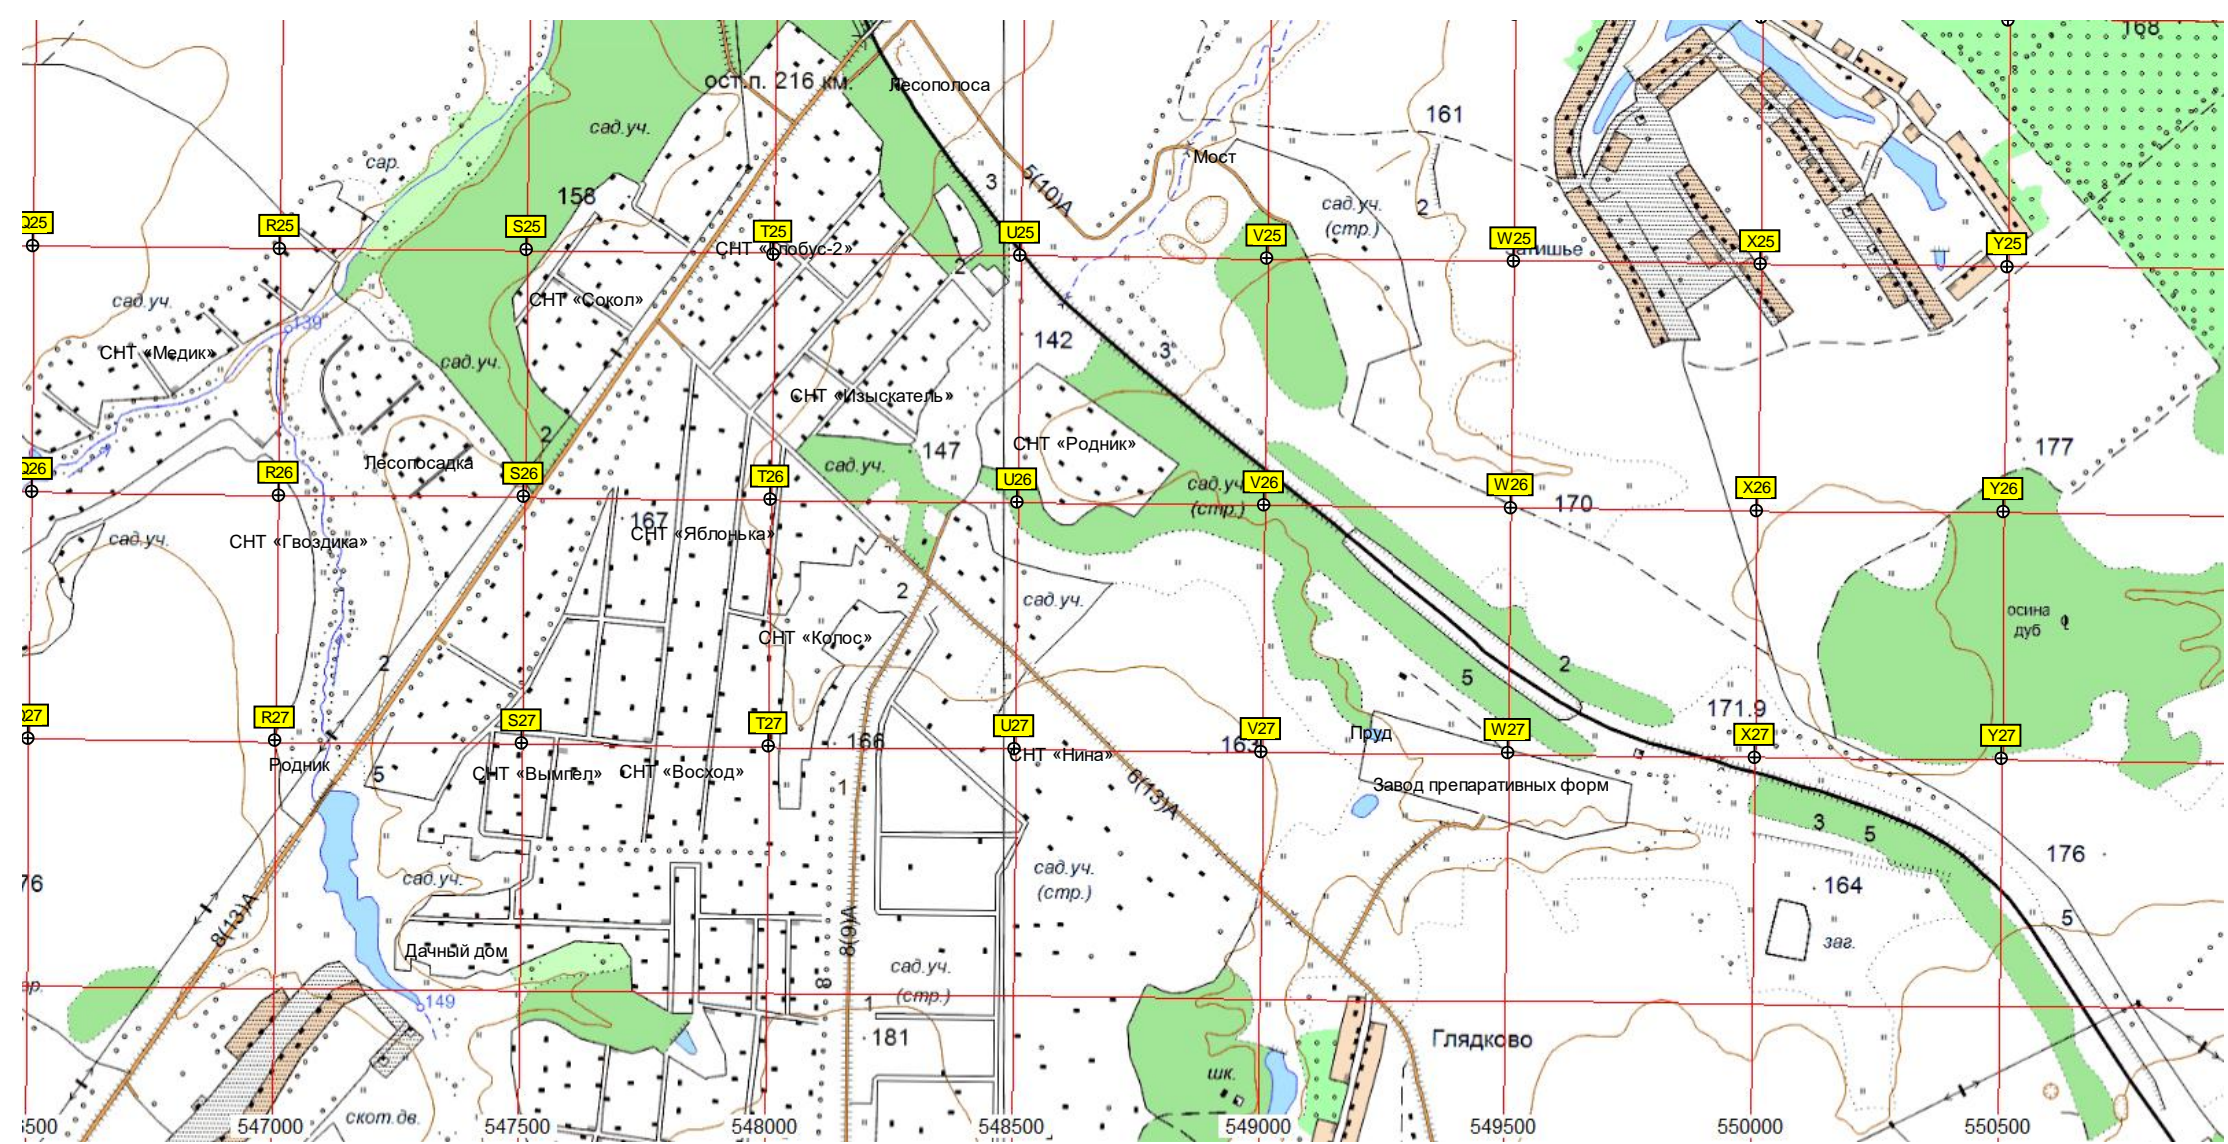 168
ост.п. 216 км.
Лесополоса
161
сад.уч.
сар.
Мост
5(10)А
3
158
сад.уч.
(стр.)
2
Q25
R25
S25
T25
U25
V25
W25
X25
Y25
СНТ «Глобус-2»
2
СНТ «Сокол»
сад.уч.
139
142
3
СНТ «Медик»
сад.уч.
СНТ «Изыскатель»
2
147
СНТ «Родник»
177
Лесопосадка
сад.уч.
Q26
R26
S26
T26
U26
V26
W26
X26
Y26
сад.уч.
(стр.)
170
167
СНТ «Яблонька»
сад.уч.
СНТ «Гвоздика»
2
сад.уч.
осина
дуб
СНТ «Колос»
2
5
2
171.9
R27
S27
T27
U27
V27
W27
X27
Y27
166
СНТ «Нина»
Пруд
Родник
5
СНТ «Вымпел»
СНТ «Восход»
1
6(13)А
Завод препаративных форм
3
5
176
76
сад.уч.
сад.уч.
(стр.)
164
8(13)А
8(9)А
5
заг.
Дачный дом
сад.уч.
(стр.)
8
149
1
181
Глядково
шк.
скот.дв.
547000
547500
548000
548500
549000
549500
550000
550500